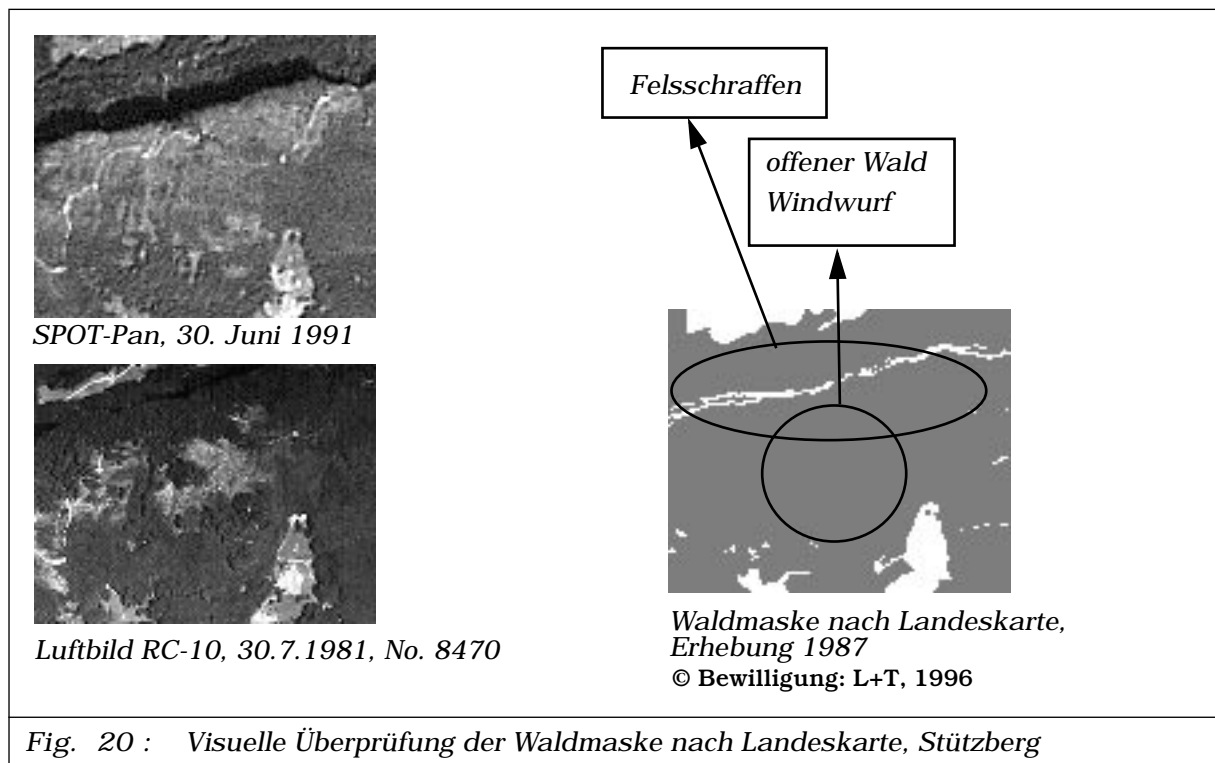 Felsschraffen
offener Wald
Windwurf
SPOT-Pan, 30. Juni 1991
Luftbild RC-10, 30.7.1981, No. 8470
Waldmaske nach Landeskarte,
Erhebung 1987
© Bewilligung: L+T, 1996
Fig. 20 : Visuelle Überprüfung der Waldmaske nach Landeskarte, Stützberg